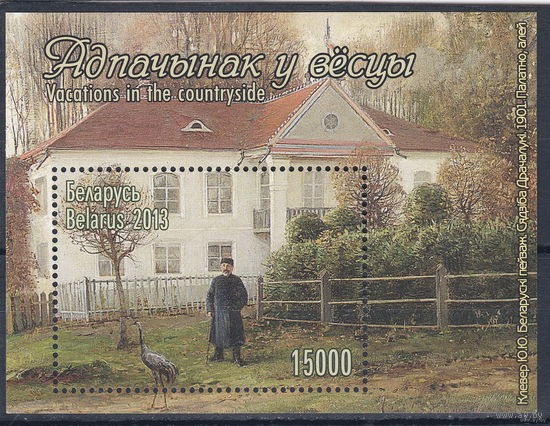 Адпачынак у вёсцы
Vacations in the countryside
Беларусь
Belarus 2013
15000
Клевер Ю.Ю. Беларускі пейзаж. Сядзіба Драчалукі. 1901. Палатно, алей